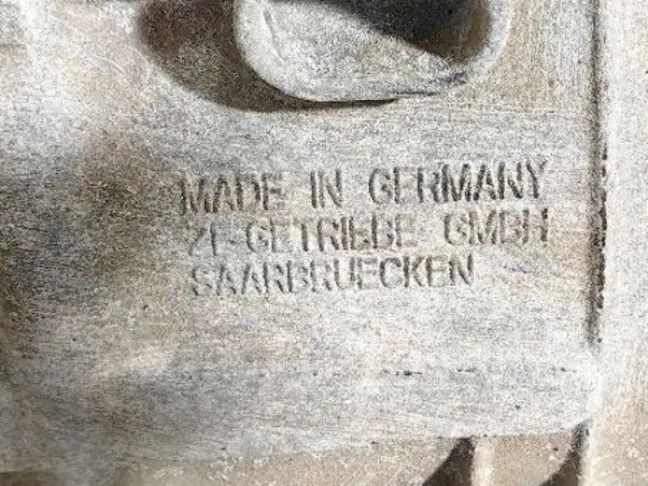 MADE IN GERMANY
ZF-GETRIEBE GMBH
SAARBRUECKEN